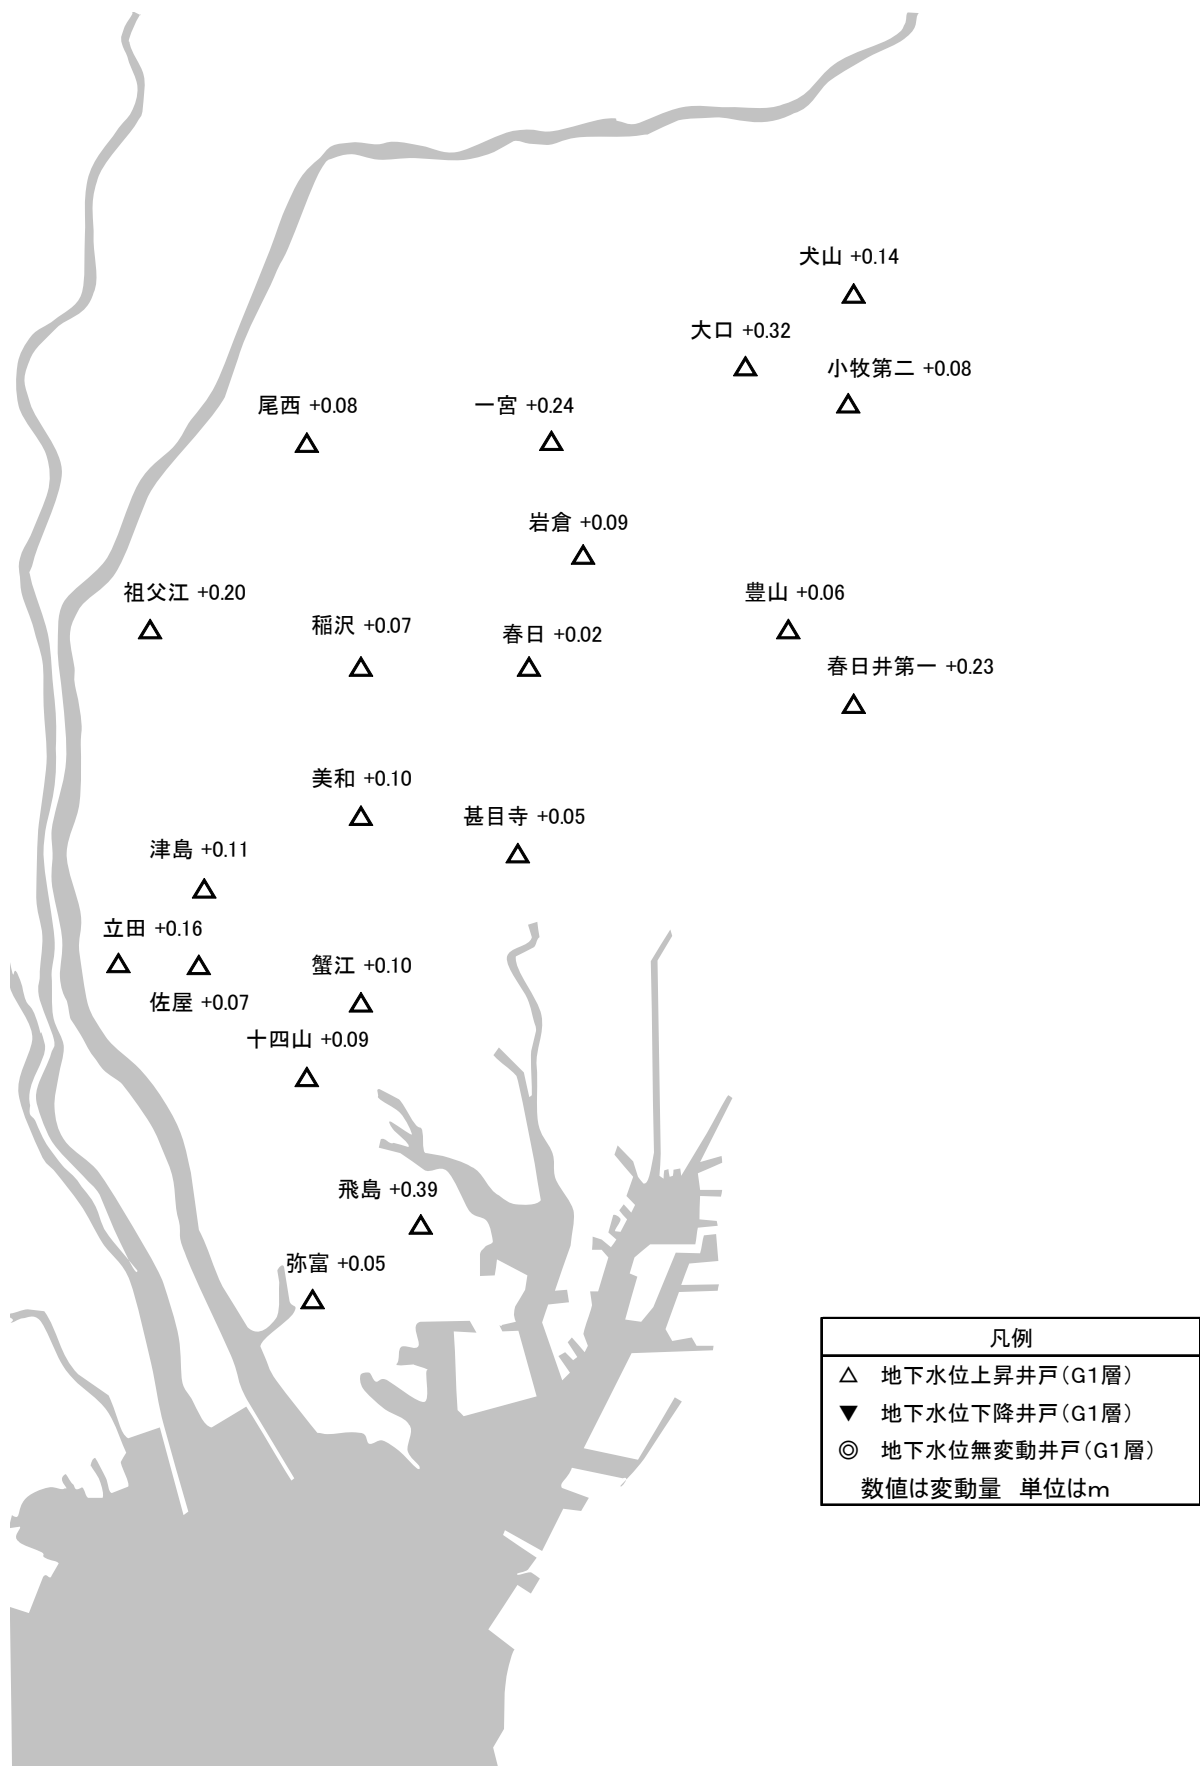 犬山 +0.14
大口 +0.32
小牧第二 +0.08
尾西 +0.08
一宮 +0.24
岩倉 +0.09
祖父江 +0.20
稲沢 +0.07
春日 +0.02
豊山 +0.06
春日井第一 +0.23
美和 +0.10
甚目寺 +0.05
津島 +0.11
立田 +0.16
佐屋 +0.07
蟹江 +0.10
十四山 +0.09
飛島 +0.39
弥富 +0.05
凡例
△ 地下水位上昇井戸(G1層)
▼ 地下水位下降井戸(G1層)
◎ 地下水位無変動井戸(G1層)
数値は変動量 単位はm